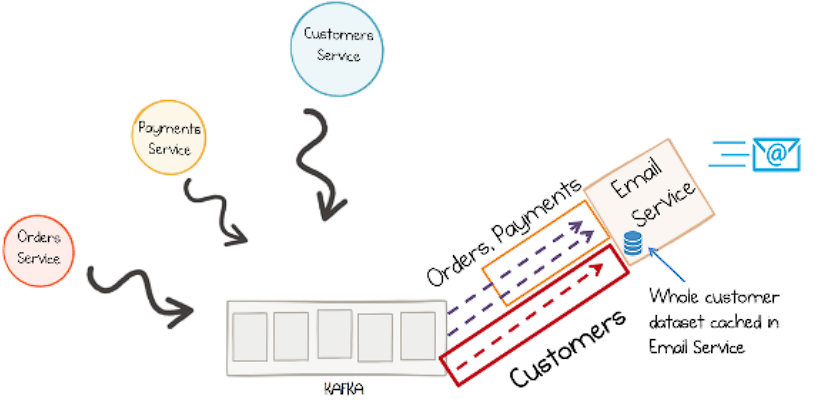 Customers
Service
Payments
Service
Orders
Service
Orders, Payments
Email
Service
@
Customers
Whole customer
dataset cached in
Email Service
KAFKA